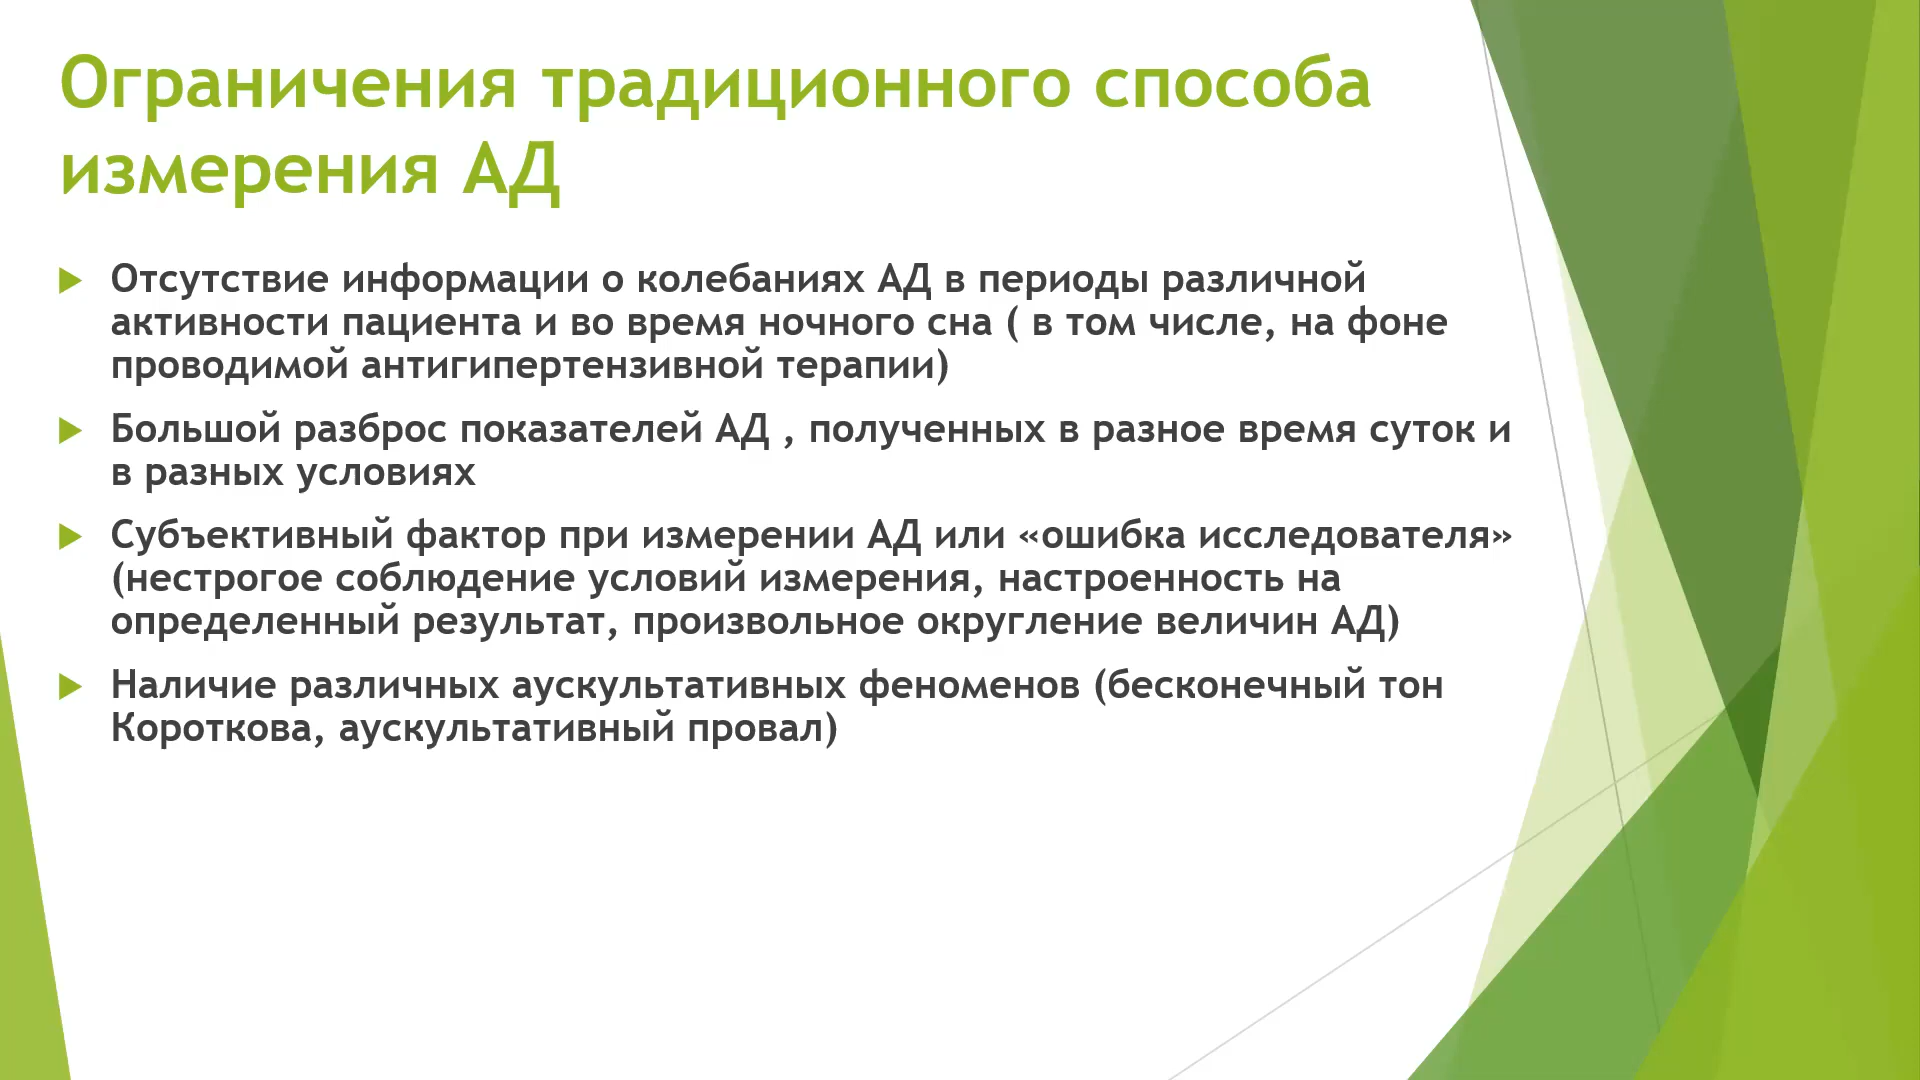 Ограничения традиционного способа
измерения АД
Отсутствие информации о колебаниях АД в периоды различной
активности пациента и во время ночного сна ( в том числе, на фоне
проводимой антигипертензивной терапии)
Большой разброс показателей АД , полученных в разное время суток и
в разных условиях
Субъективный фактор при измерении АД или «ошибка исследователя»
(нестрогое соблюдение условий измерения, настроенность на
определенный результат, произвольное округление величин АД)
Наличие различных аускультативных феноменов (бесконечный тон
Короткова, аускультативный провал)